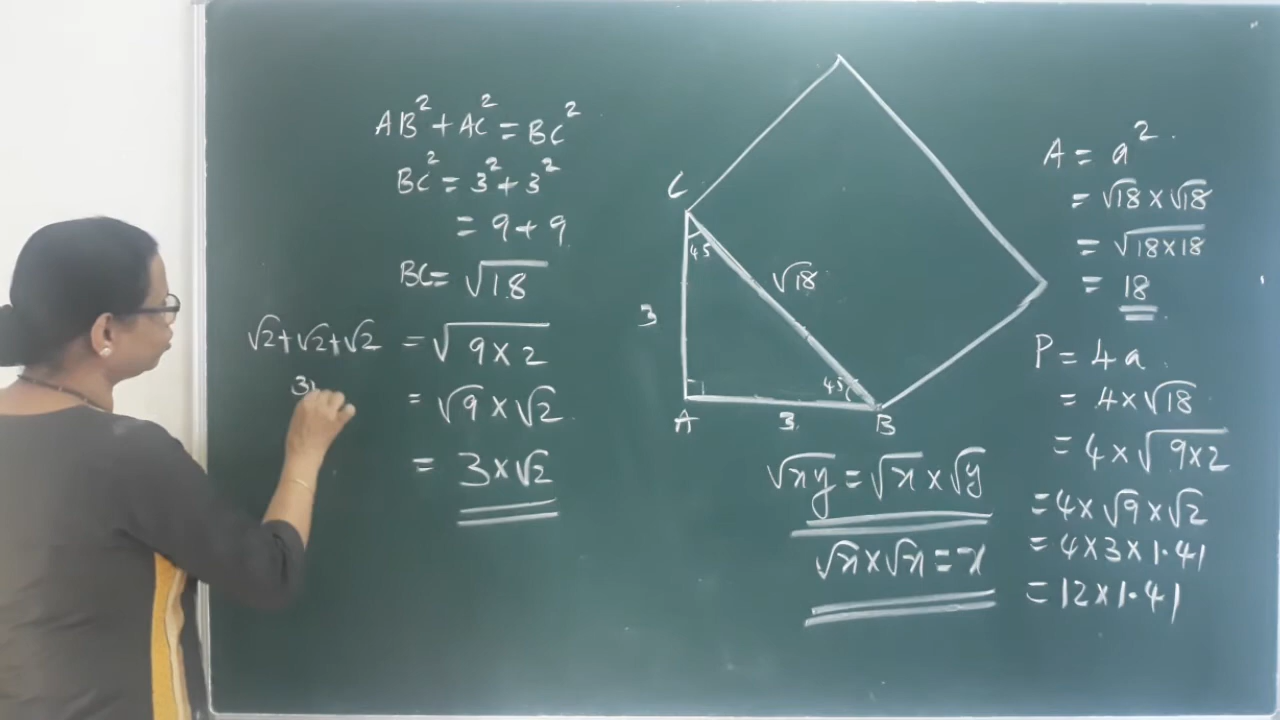 AB² + AC² = BC²
BC² = 3² + 3²
= 9 + 9
BC = √18
√2 + √2 + √2 = √9 × 2
3
= √9 × √2
= 3 × √2
C
45
√18
3
45
A
3
B
√xy = √x × √y
√x × √x = x
A = a²
= √18 × √18
= √18 × 18
= 18
P = 4a
= 4 × √18
= 4 × √9 × 2
= 4 × √9 × √2
= 4 × 3 × 1.41
= 12 × 1.41